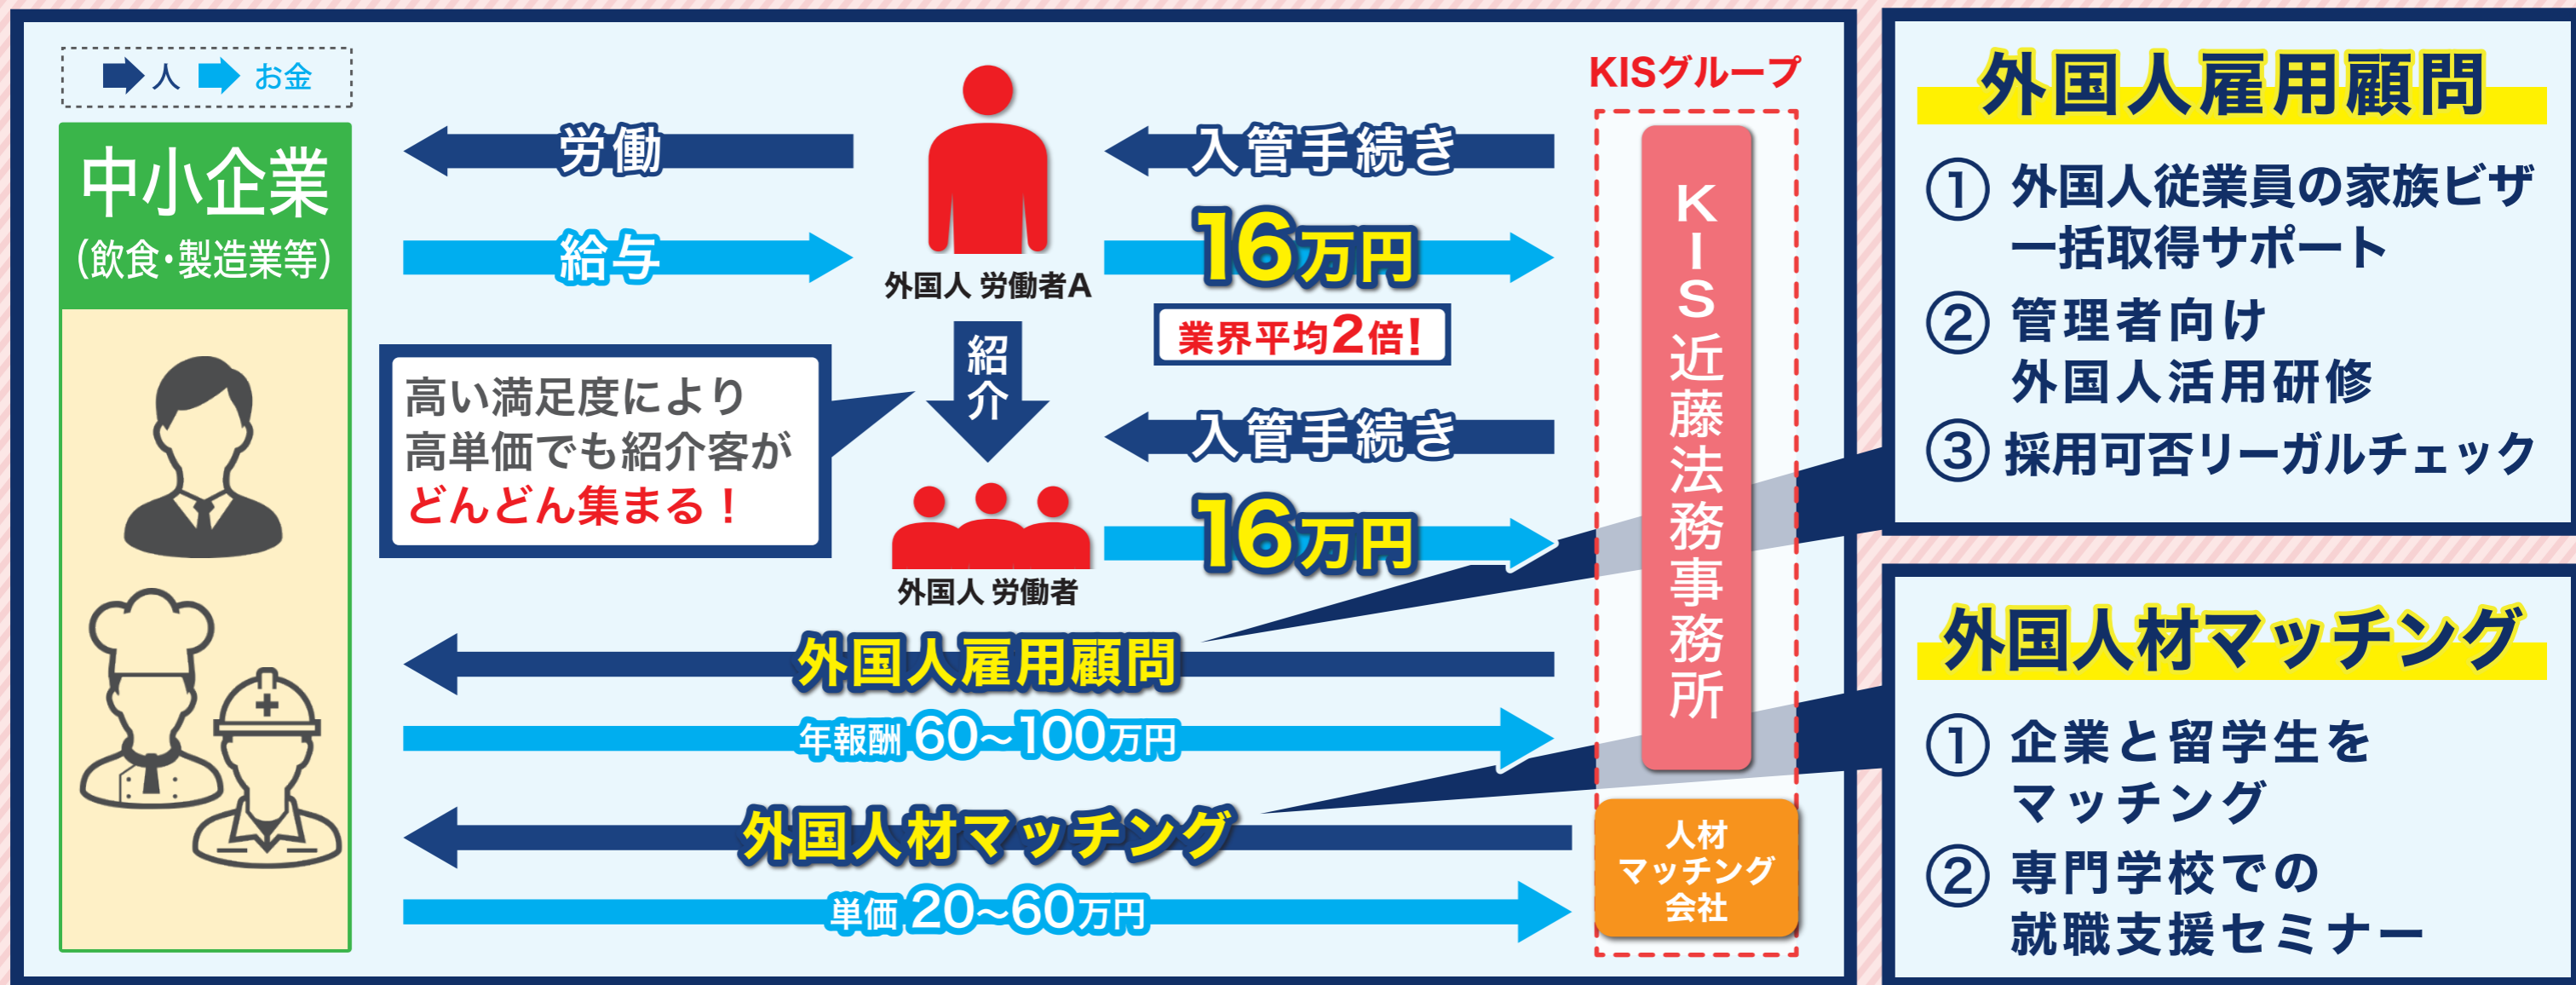 人 お金
中小企業
(飲食・製造業等)
労働
給与
外国人 労働者A
紹介
高い満足度により
高単価でも紹介客が
どんどん集まる！
外国人 労働者
入管手続き
16万円
業界平均2倍!
入管手続き
16万円
外国人雇用顧問
年報酬 60～100万円
外国人材マッチング
単価 20～60万円
KISグループ
KIS近藤法務事務所
人材
マッチング
会社
外国人雇用顧問
① 外国人従業員の家族ビザ
一括取得サポート
② 管理者向け
外国人活用研修
③ 採用可否リーガルチェック
外国人材マッチング
① 企業と留学生を
マッチング
② 専門学校での
就職支援セミナー